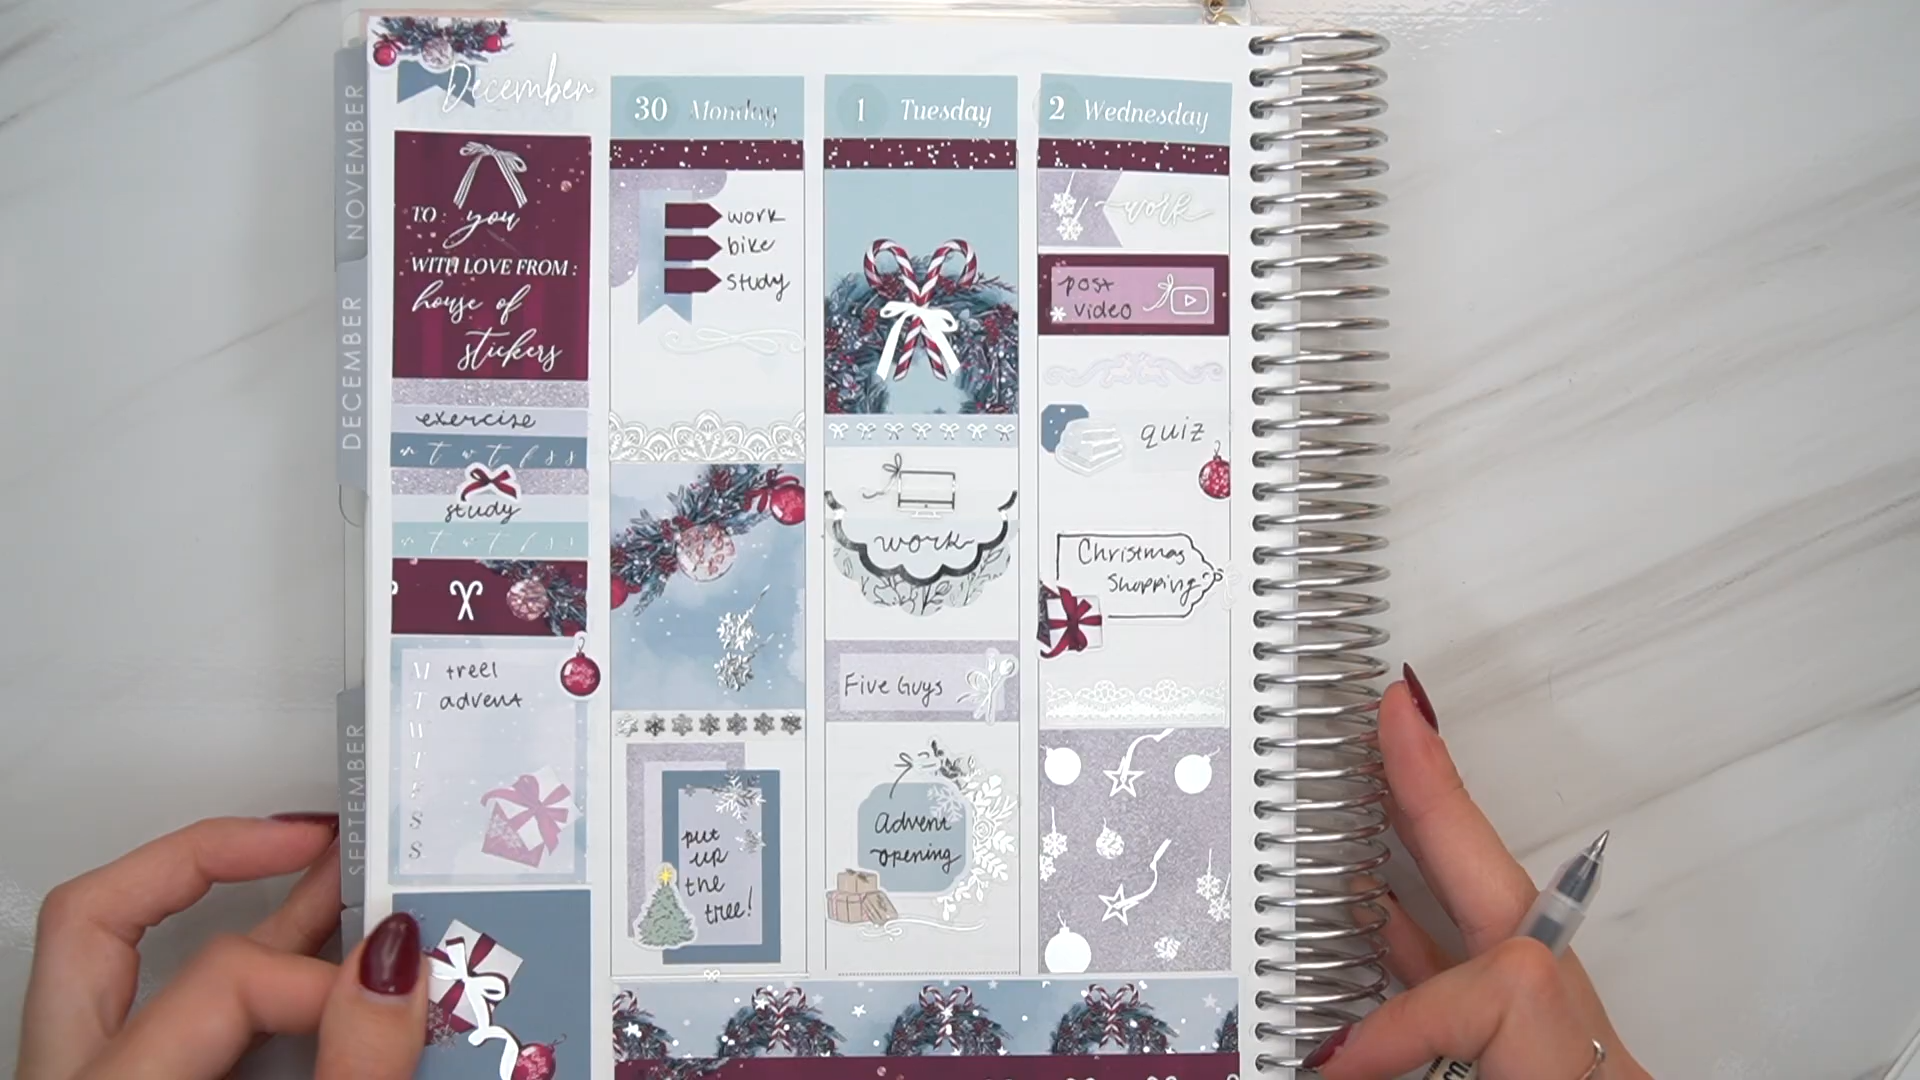 December
NOVEMBER
DECEMBER
SEPTEMBER
TO : you
WITH LOVE FROM :
house of
stickers
exercise
m t w t f s s
study
m t w t f s s
M
T
W
T
F
S
S
tree!
advent
30 Monday
work
bike
study
put
up
the
tree!
1 Tuesday
work
Five Guys
Advent
opening
2 Wednesday
work
post
video
quiz
Christmas
Shopping